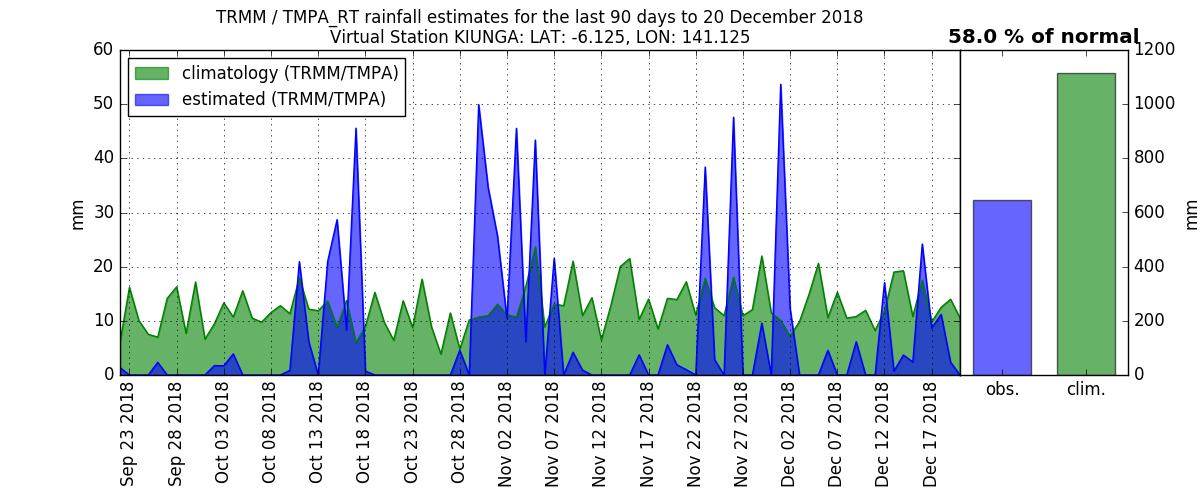 TRMM / TMPA_RT rainfall estimates for the last 90 days to 20 December 2018
Virtual Station KIUNGA: LAT: -6.125, LON: 141.125
58.0 % of normal
climatology (TRMM/TMPA)
estimated (TRMM/TMPA)
60
50
40
30
20
10
0
mm
1200
1000
800
600
400
200
0
mm
Sep 23 2018
Sep 28 2018
Oct 03 2018
Oct 08 2018
Oct 13 2018
Oct 18 2018
Oct 23 2018
Oct 28 2018
Nov 02 2018
Nov 07 2018
Nov 12 2018
Nov 17 2018
Nov 22 2018
Nov 27 2018
Dec 02 2018
Dec 07 2018
Dec 12 2018
Dec 17 2018
obs.
clim.